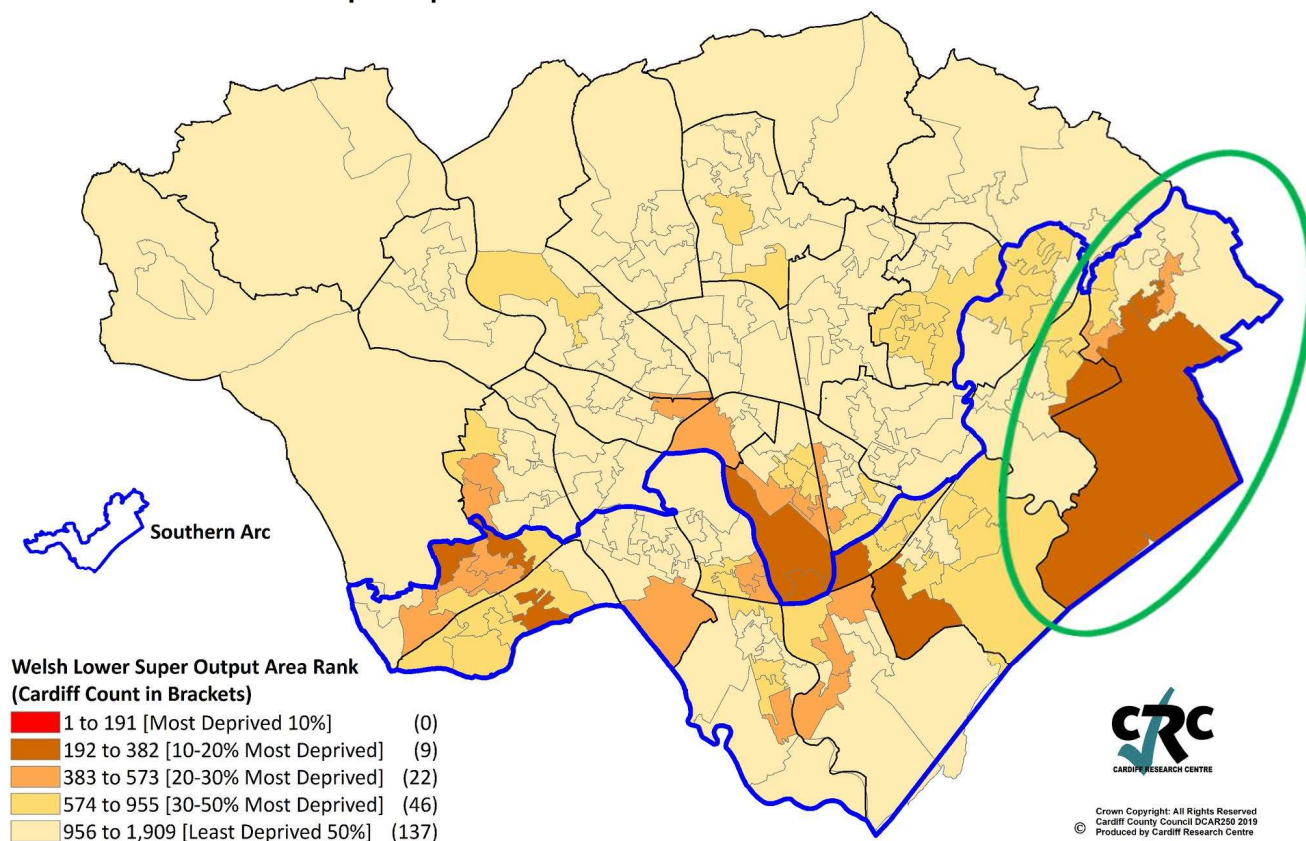 Southern Arc
Welsh Lower Super Output Area Rank
(Cardiff Count in Brackets)
1 to 191 [Most Deprived 10%] (0)
192 to 382 [10-20% Most Deprived] (9)
383 to 573 [20-30% Most Deprived] (22)
574 to 955 [30-50% Most Deprived] (46)
956 to 1,909 [Least Deprived 50%] (137)
CRC
CARDIFF RESEARCH CENTRE
Crown Copyright: All Rights Reserved
Cardiff County Council DCAR250 2019
© Produced by Cardiff Research Centre